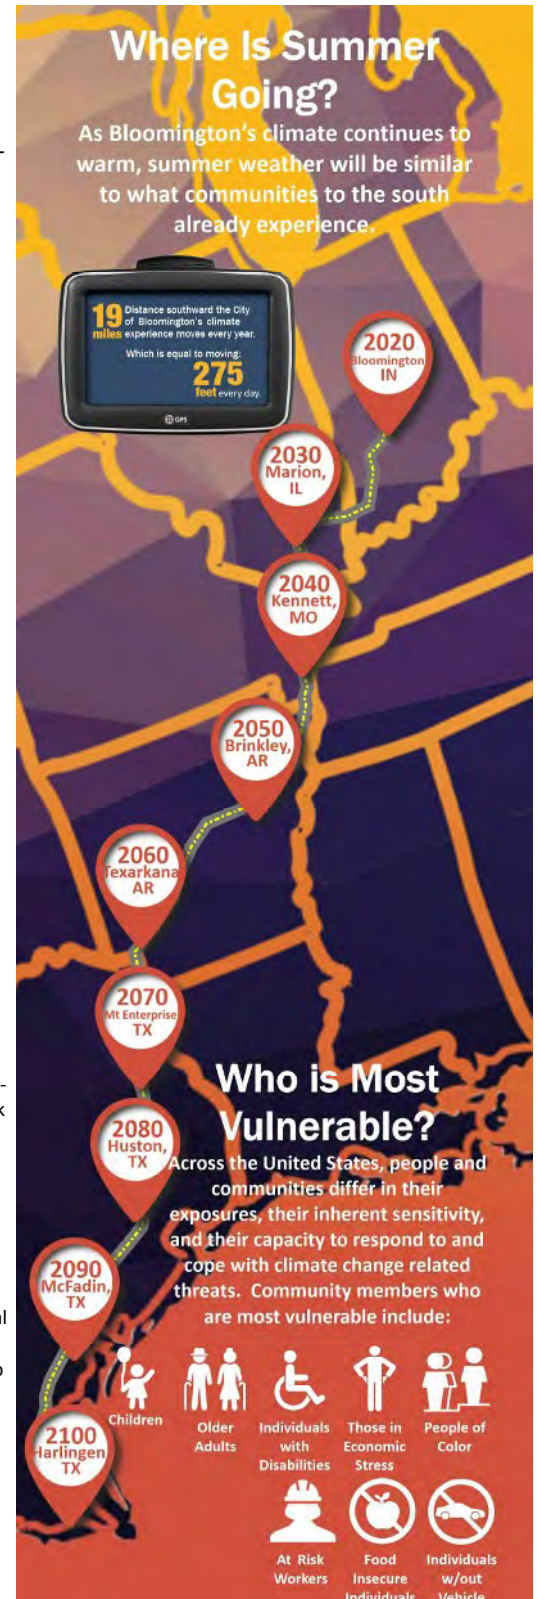 Where Is Summer
Going?
As Bloomington's climate continues to
warm, summer weather will be similar
to what communities to the south
already experience.
19 Distance southward the City
of Bloomington's climate
miles experience moves every year.
Which is equal to moving:
275
feet every day.
GPS
2020
Bloomington
IN
2030
Marion,
IL
2040
Kennett,
MO
2050
Brinkley,
AR
2060
Texarkana
AR
2070
Mt Enterprise
TX
2080
Huston,
TX
2090
McFadin,
TX
2100
Harlingen
TX
Who is Most
Vulnerable?
Across the United States, people and
communities differ in their
exposures, their inherent sensitivity,
and their capacity to respond to and
cope with climate change related
threats. Community members who
are most vulnerable include:
Children
Older
Adults
Individuals
with
Disabilities
Those in
Economic
Stress
People of
Color
At Risk
Workers
Food
Insecure
Individuals
Individuals
w/out
Vehicle